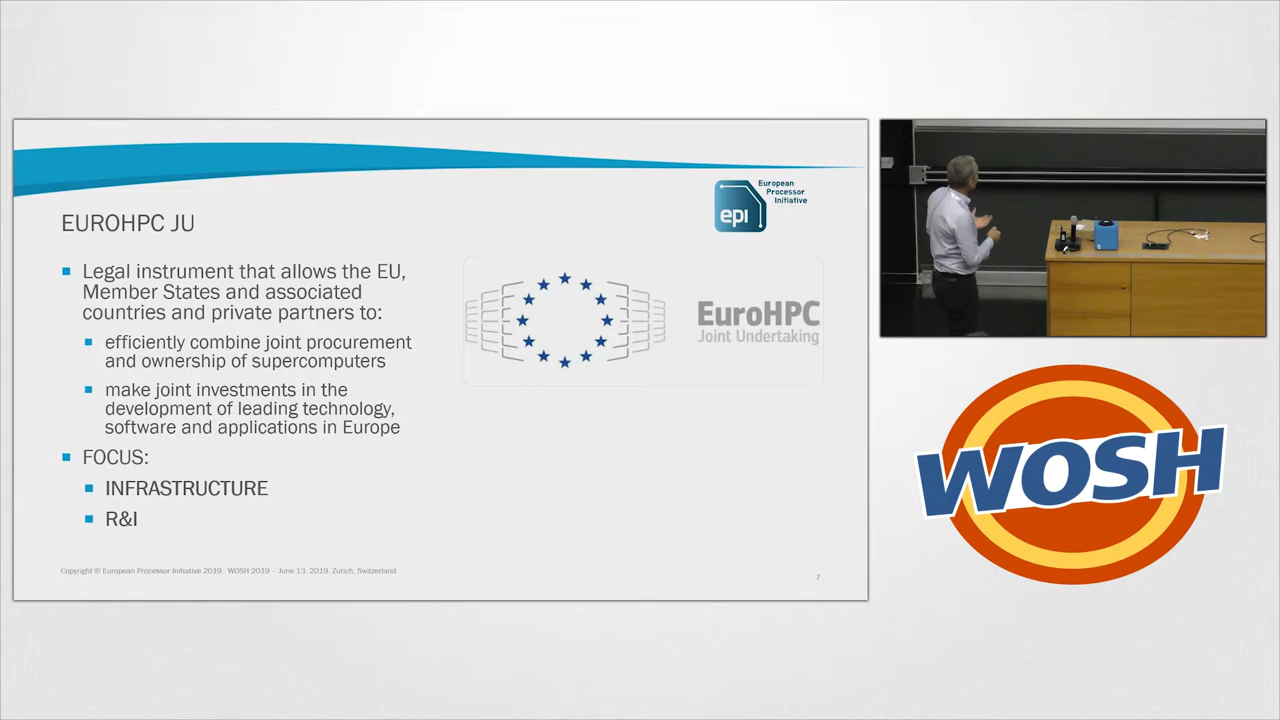 European
Processor
Initiative
epi
EUROHPC JU
Legal instrument that allows the EU,
Member States and associated
countries and private partners to:
efficiently combine joint procurement
and ownership of supercomputers
make joint investments in the
development of leading technology,
software and applications in Europe
FOCUS:
INFRASTRUCTURE
R&I
EuroHPC
Joint Undertaking
Copyright © European Processor Initiative 2019. WOSH 2019 – June 13, 2019. Zurich, Switzerland
7
WOSH